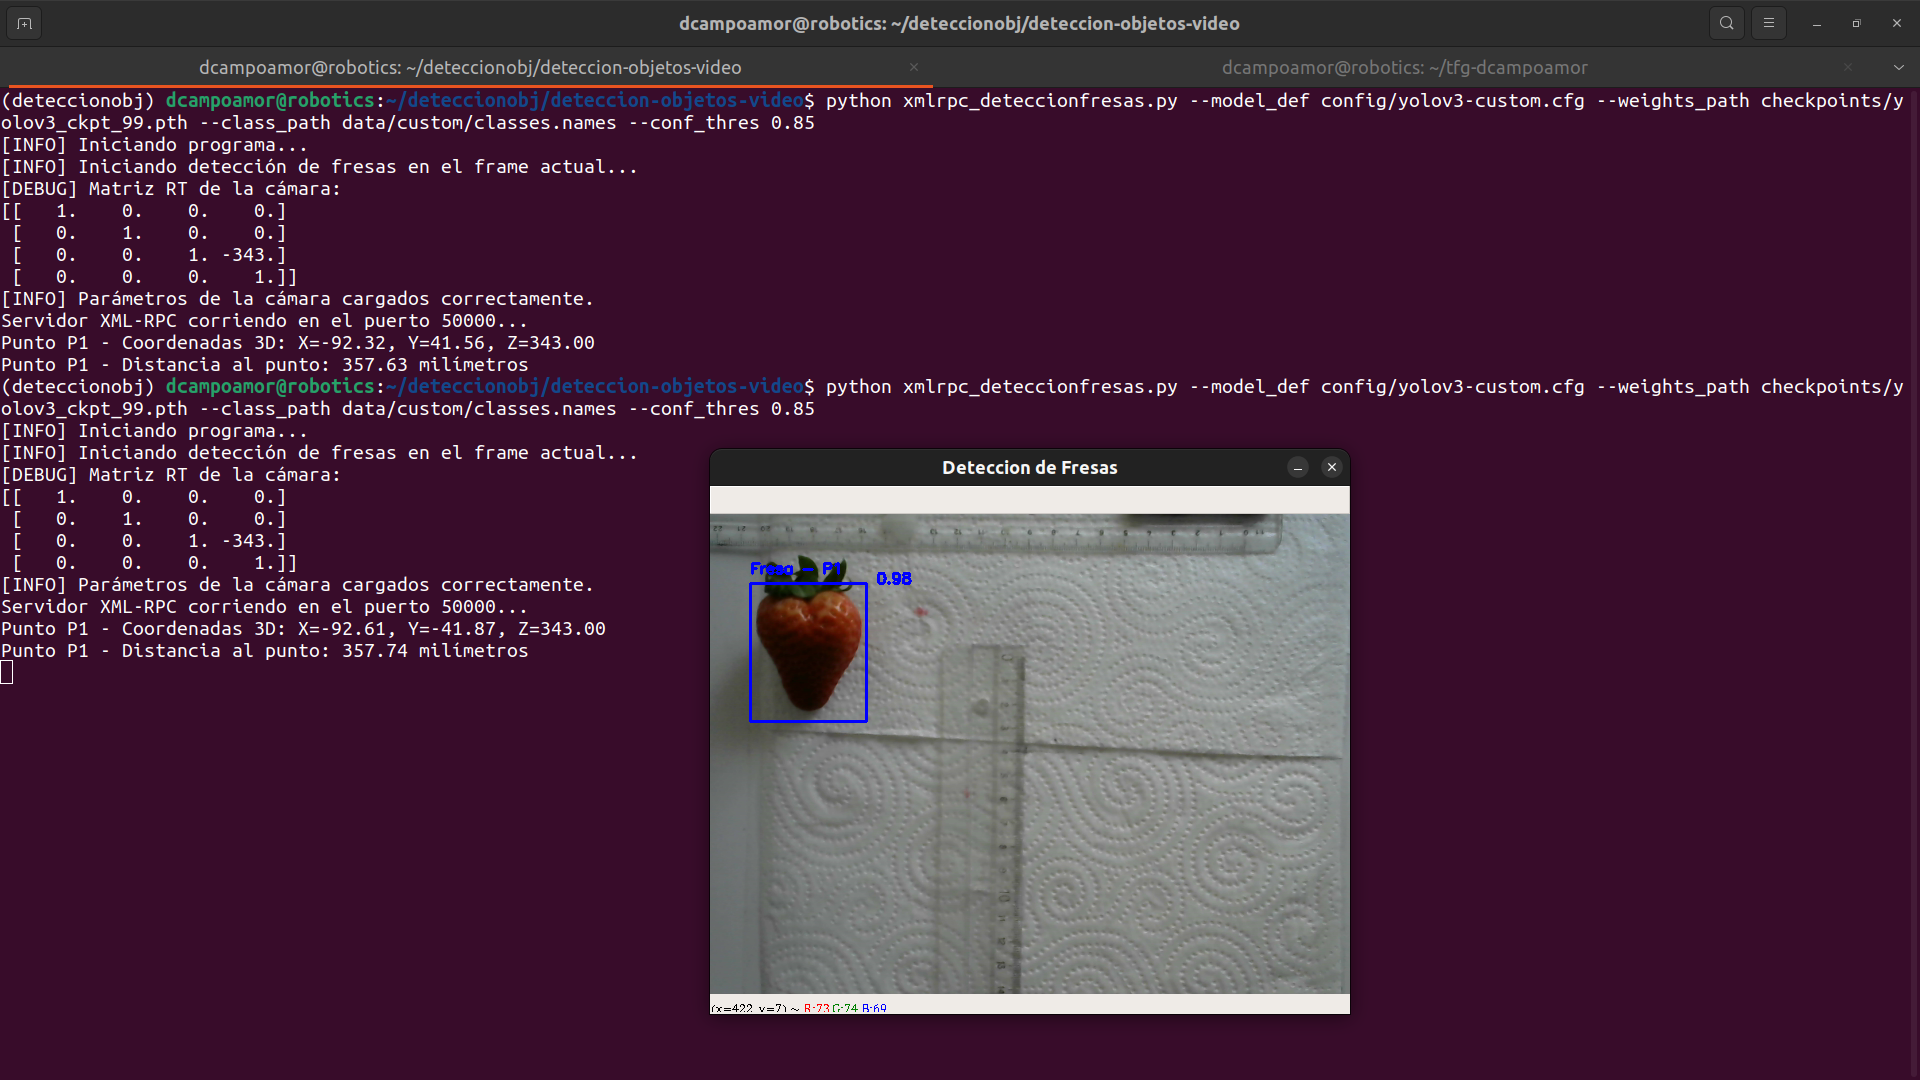 dcampoamor@robotics: ~/deteccionobj/deteccion-objetos-video
dcampoamor@robotics: ~/deteccionobj/deteccion-objetos-video
dcampoamor@robotics: ~/tfg-dcampoamor
(deteccionobj) dcampoamor@robotics:~/deteccionobj/deteccion-objetos-video$ python xmlrpc_deteccionfresas.py --model_def config/yolov3-custom.cfg --weights_path checkpoints/y
olov3_ckpt_99.pth --class_path data/custom/classes.names --conf_thres 0.85
[INFO] Iniciando programa...
[INFO] Iniciando detección de fresas en el frame actual...
[DEBUG] Matriz RT de la cámara:
[[   1.    0.    0.    0.]
 [   0.    1.    0.    0.]
 [   0.    0.    1. -343.]
 [   0.    0.    0.    1.]]
[INFO] Parámetros de la cámara cargados correctamente.
Servidor XML-RPC corriendo en el puerto 50000...
Punto P1 - Coordenadas 3D: X=-92.32, Y=41.56, Z=343.00
Punto P1 - Distancia al punto: 357.63 milímetros
(deteccionobj) dcampoamor@robotics:~/deteccionobj/deteccion-objetos-video$ python xmlrpc_deteccionfresas.py --model_def config/yolov3-custom.cfg --weights_path checkpoints/y
olov3_ckpt_99.pth --class_path data/custom/classes.names --conf_thres 0.85
[INFO] Iniciando programa...
[INFO] Iniciando detección de fresas en el frame actual...
[DEBUG] Matriz RT de la cámara:
[[   1.    0.    0.    0.]
 [   0.    1.    0.    0.]
 [   0.    0.    1. -343.]
 [   0.    0.    0.    1.]]
[INFO] Parámetros de la cámara cargados correctamente.
Servidor XML-RPC corriendo en el puerto 50000...
Punto P1 - Coordenadas 3D: X=-92.61, Y=-41.87, Z=343.00
Punto P1 - Distancia al punto: 357.74 milímetros
Deteccion de Fresas
Fresa - P1
0.98
(x=422, y=7) ~ R:73 G:74 B:69